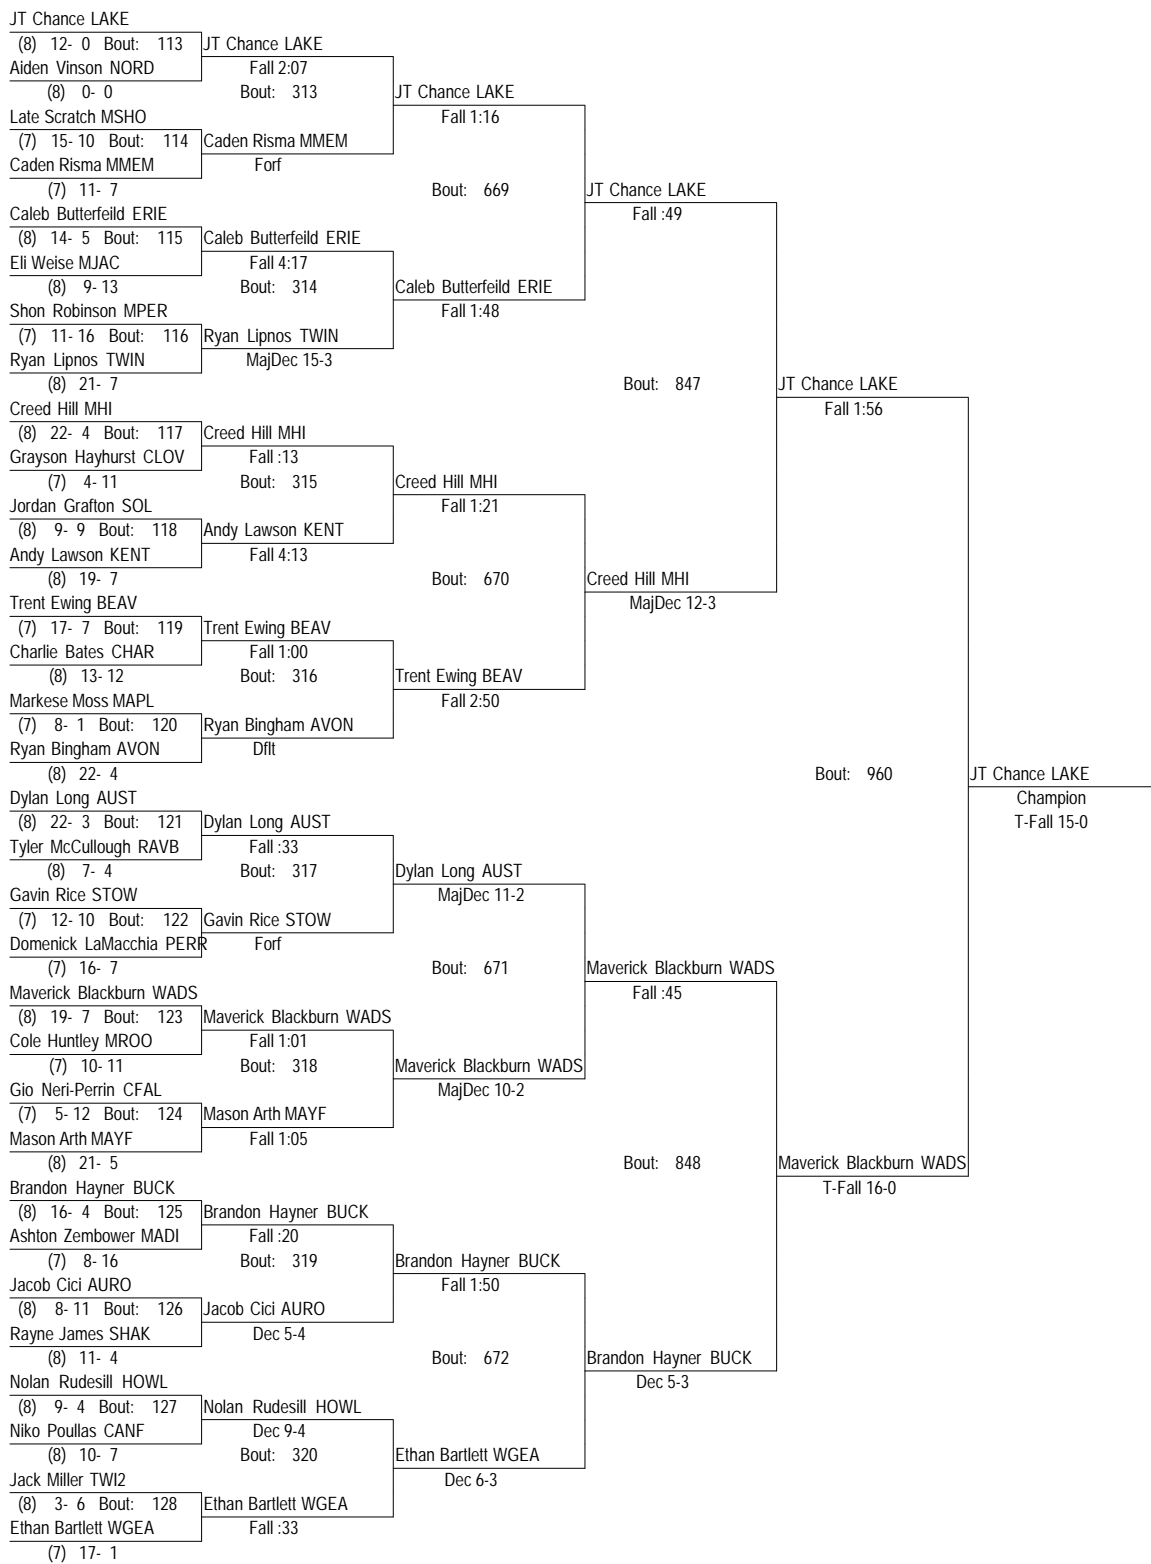 JT Chance LAKE
(8) 12- 0 Bout: 113 JT Chance LAKE
Aiden Vinson NORD Fall 2:07
(8) 0- 0 Bout: 313 JT Chance LAKE
Late Scratch MSHO Fall 1:16
(7) 15- 10 Bout: 114 Caden Risma MMEM
Caden Risma MMEM Forf
(7) 11- 7 Bout: 669 JT Chance LAKE
Caleb Butterfeild ERIE Fall :49
(8) 14- 5 Bout: 115 Caleb Butterfeild ERIE
Eli Weise MJAC Fall 4:17
(8) 9- 13 Bout: 314 Caleb Butterfeild ERIE
Shon Robinson MPER Fall 1:48
(7) 11- 16 Bout: 116 Ryan Lipnos TWIN
Ryan Lipnos TWIN MajDec 15-3
(8) 21- 7 Bout: 847 JT Chance LAKE
Creed Hill MHI Fall 1:56
(8) 22- 4 Bout: 117 Creed Hill MHI
Grayson Hayhurst CLOV Fall :13
(7) 4- 11 Bout: 315 Creed Hill MHI
Jordan Grafton SOL Fall 1:21
(8) 9- 9 Bout: 118 Andy Lawson KENT
Andy Lawson KENT Fall 4:13
(8) 19- 7 Bout: 670 Creed Hill MHI
Trent Ewing BEAV MajDec 12-3
(7) 17- 7 Bout: 119 Trent Ewing BEAV
Charlie Bates CHAR Fall 1:00
(8) 13- 12 Bout: 316 Trent Ewing BEAV
Markese Moss MAPL Fall 2:50
(7) 8- 1 Bout: 120 Ryan Bingham AVON
Ryan Bingham AVON Dflt
(8) 22- 4 Bout: 960 JT Chance LAKE
Dylan Long AUST Champion
(8) 22- 3 Bout: 121 Dylan Long AUST T-Fall 15-0
Tyler McCullough RAVB Fall :33
(8) 7- 4 Bout: 317 Dylan Long AUST
Gavin Rice STOW MajDec 11-2
(7) 12- 10 Bout: 122 Gavin Rice STOW
Domenick LaMacchia PERR Forf
(7) 16- 7 Bout: 671 Maverick Blackburn WADS
Maverick Blackburn WADS Fall :45
(8) 19- 7 Bout: 123 Maverick Blackburn WADS
Cole Huntley MROO Fall 1:01
(7) 10- 11 Bout: 318 Maverick Blackburn WADS
Gio Neri-Perrin CFAL MajDec 10-2
(7) 5- 12 Bout: 124 Mason Arth MAYF
Mason Arth MAYF Fall 1:05
(8) 21- 5 Bout: 848 Maverick Blackburn WADS
Brandon Hayner BUCK T-Fall 16-0
(8) 16- 4 Bout: 125 Brandon Hayner BUCK
Ashton Zembower MADI Fall :20
(7) 8- 16 Bout: 319 Brandon Hayner BUCK
Jacob Cici AURO Fall 1:50
(8) 8- 11 Bout: 126 Jacob Cici AURO
Rayne James SHAK Dec 5-4
(8) 11- 4 Bout: 672 Brandon Hayner BUCK
Nolan Rudesill HOWL Dec 5-3
(8) 9- 4 Bout: 127 Nolan Rudesill HOWL
Niko Poullas CANF Dec 9-4
(8) 10- 7 Bout: 320 Ethan Bartlett WGEA
Jack Miller TWI2 Dec 6-3
(8) 3- 6 Bout: 128 Ethan Bartlett WGEA
Ethan Bartlett WGEA Fall :33
(7) 17- 1